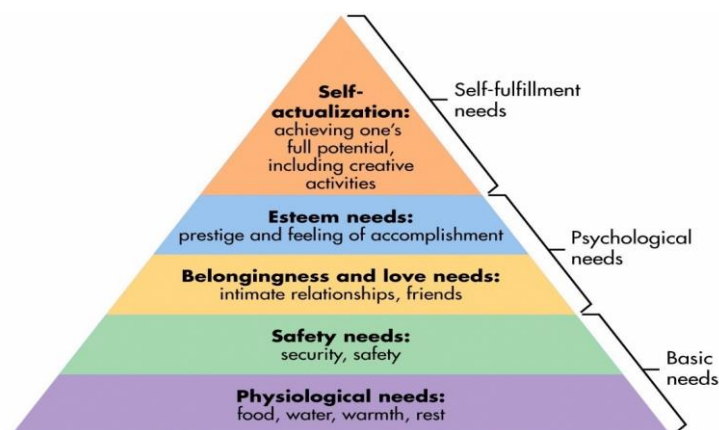 Self-
actualization:
achieving one's
full potential,
including creative
activities
Self-fulfillment
needs
Esteem needs:
prestige and feeling of accomplishment
Psychological
needs
Belongingness and love needs:
intimate relationships, friends
Safety needs:
security, safety
Basic
needs
Physiological needs:
food, water, warmth, rest